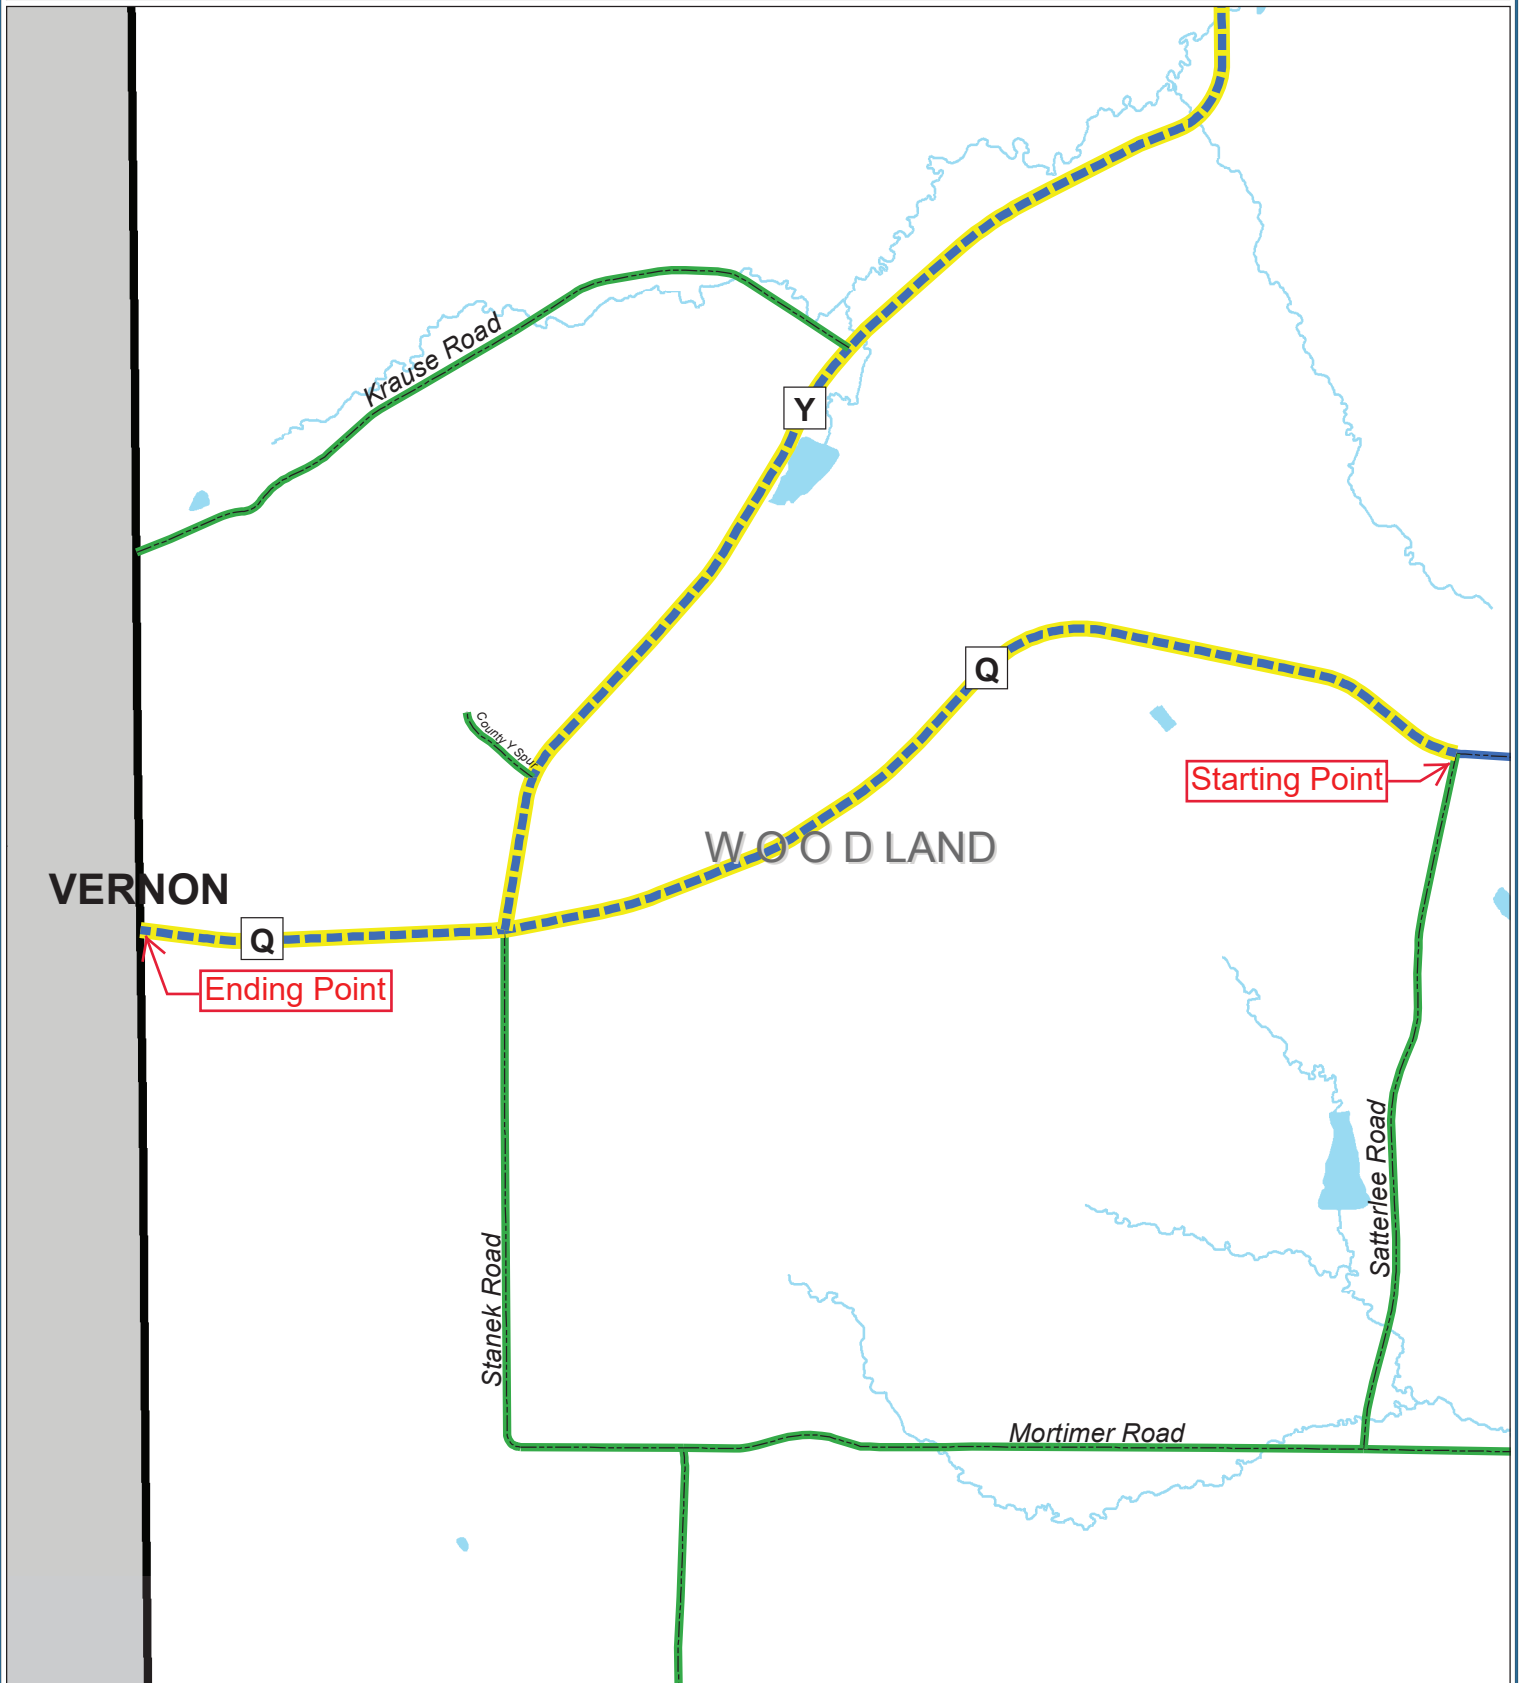 Krause Road
Y
Q
County Y Spur
Starting Point
W O O D LAND
VERNON
Q
Ending Point
Satterlee Road
Stanek Road
Mortimer Road